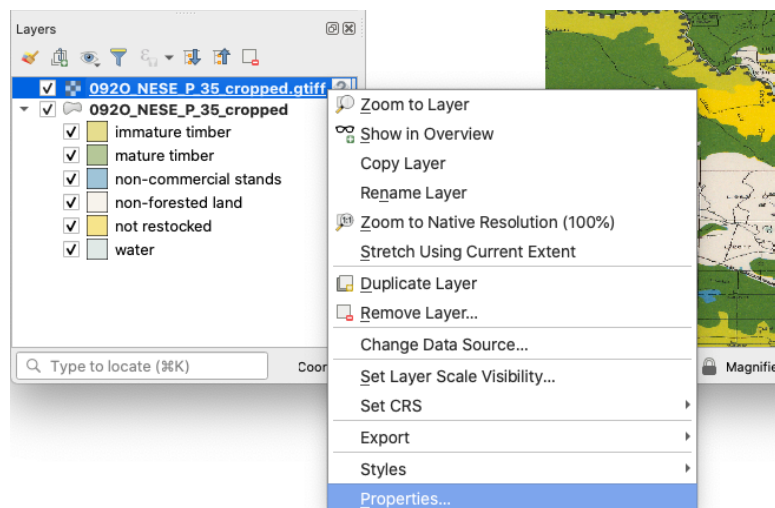 Layers
092O_NESE_P_35_cropped.gtiff
092O_NESE_P_35_cropped
immature timber
mature timber
non-commercial stands
non-forested land
not restocked
water
Type to locate (⌘K)
Coor
Zoom to Layer
Show in Overview
Copy Layer
Rename Layer
Zoom to Native Resolution (100%)
Stretch Using Current Extent
Duplicate Layer
Remove Layer...
Change Data Source...
Set Layer Scale Visibility...
Set CRS
Export
Styles
Properties...
Magnifie